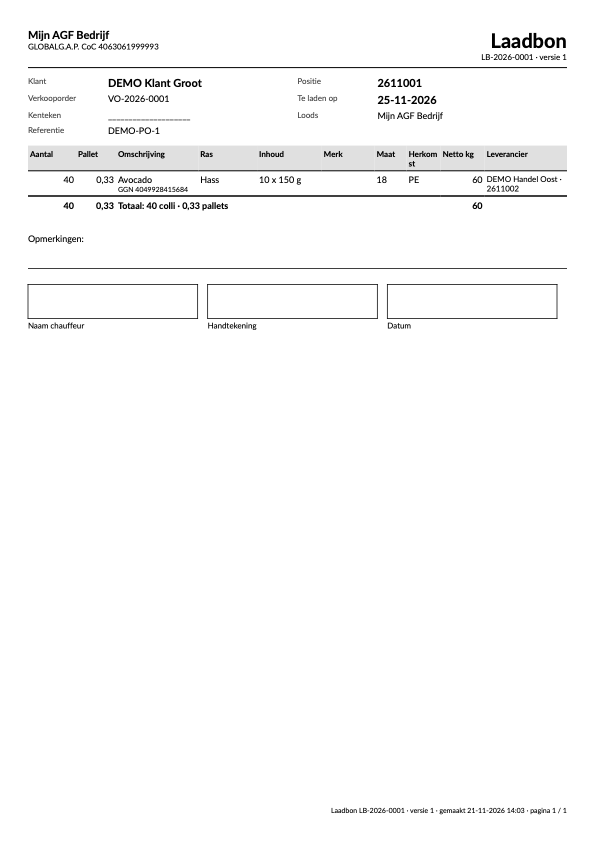 Mijn AGF Bedrijf
GLOBALG.A.P. CoC 4063061999993
Laadbon
LB-2026-0001 · versie 1
Klant DEMO Klant Groot Positie 2611001
Verkooporder VO-2026-0001 Te laden op 25-11-2026
Kenteken ____________________ Loods Mijn AGF Bedrijf
Referentie DEMO-PO-1
Aantal Pallet Omschrijving Ras Inhoud Merk Maat Herkomst Netto kg Leverancier
40 0,33 Avocado Hass 10 x 150 g 18 PE 60 DEMO Handel Oost ·
GGN 4049928415684 2611002
40 0,33 Totaal: 40 colli · 0,33 pallets 60
Opmerkingen:
Naam chauffeur Handtekening Datum
Laadbon LB-2026-0001 · versie 1 · gemaakt 21-11-2026 14:03 · pagina 1 / 1